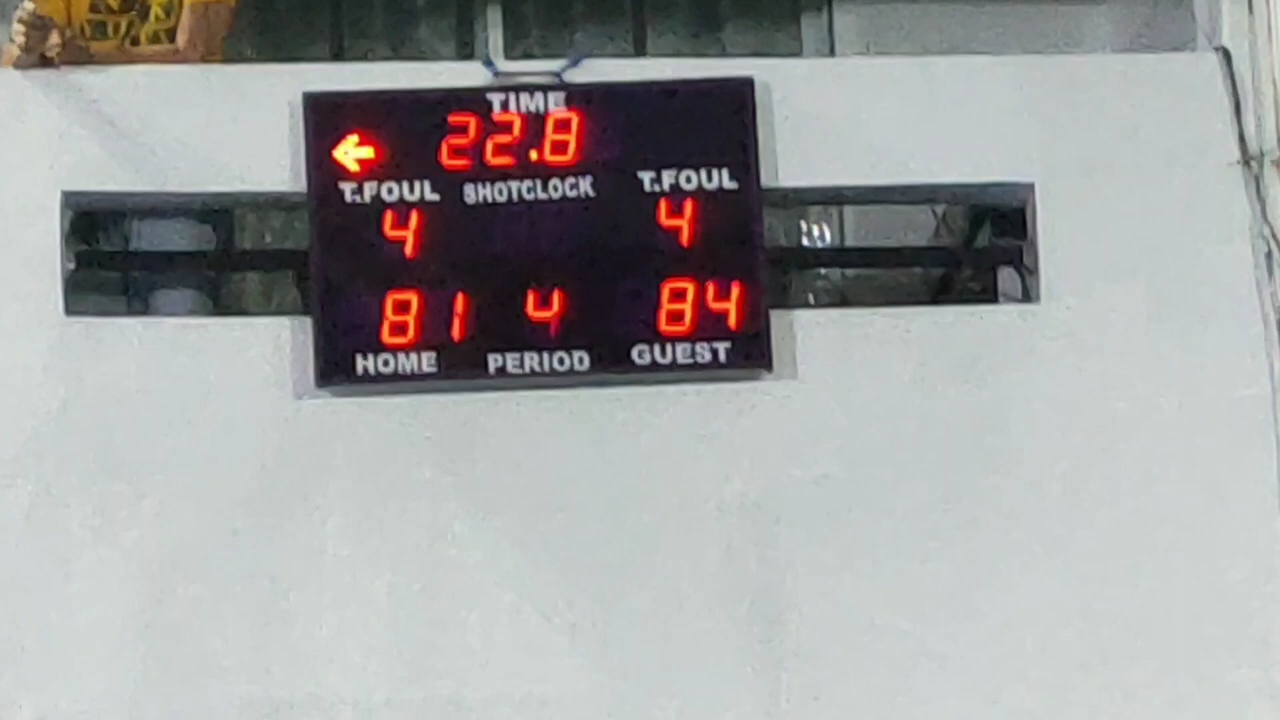 TIME
22.8
T.FOUL SHOTCLOCK T.FOUL
4 4
81 4 84
HOME PERIOD GUEST